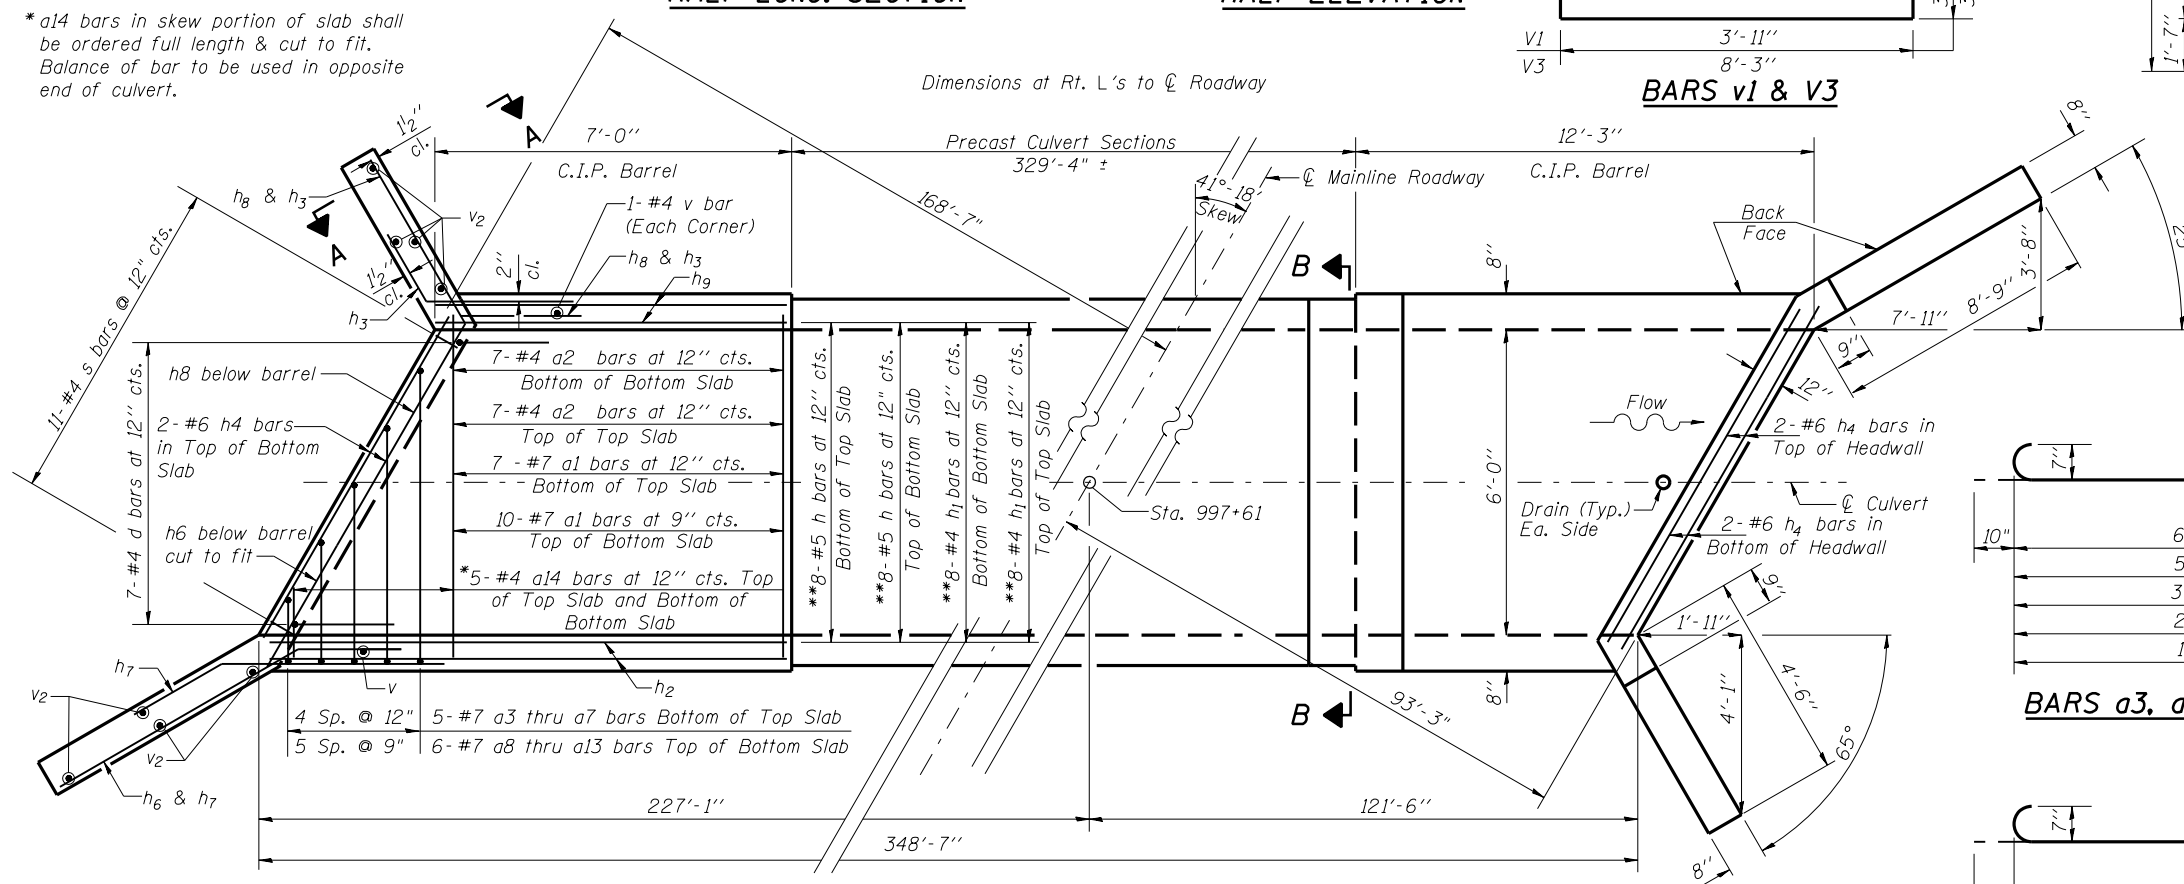 * a14 bars in skew portion of slab shall
be ordered full length & cut to fit.
Balance of bar to be used in opposite
end of culvert.
HALF LONG. SECTION
HALF ELEVATION
V1
3'-11''
V3
8'-3''
BARS v1 & V3
1'-7''
Dimensions at Rt. L's to ℄ Roadway
1½''
cl.
A
7'-0''
C.I.P. Barrel
Precast Culvert Sections
329'-4" ±
12'-3''
C.I.P. Barrel
8''
41°-18'
Skew
℄ Mainline Roadway
168'-7"
h8 & h3
v2
A
1-#4 v bar
(Each Corner)
Back
Face
3'-8''
8'-9''
7'-11''
9''
12''
11-#4 s bars @ 12" cts.
1½''
cl.
h3
2''
cl.
h8 & h3
h9
B
8''
7-#4 d bars at 12'' cts.
h8 below barrel
2-#6 h4 bars
in Top of Bottom
Slab
h6 below barrel
cut to fit
7-#4 a2 bars at 12'' cts.
Bottom of Bottom Slab
7-#4 a2 bars at 12'' cts.
Top of Top Slab
7 -#7 a1 bars at 12'' cts.
Bottom of Top Slab
10-#7 a1 bars at 9'' cts.
Top of Bottom Slab
*5-#4 a14 bars at 12'' cts. Top
of Top Slab and Bottom of
Bottom Slab
**8-#5 h bars at 12'' cts.
Bottom of Top Slab
**8-#5 h bars at 12" cts.
Top of Bottom Slab
**8-#4 h1 bars at 12'' cts.
Bottom of Bottom Slab
**8-#4 h1 bars at 12'' cts.
Top of Top Slab
Sta. 997+61
6'-0''
Flow
Drain (Typ.)
Ea. Side
2-#6 h4 bars in
Top of Headwall
℄ Culvert
2-#6 h4 bars in
Bottom of Headwall
7''
10"
6
5
3
2
1
BARS a3, a
9''
1'-11''
4'-6''
4'-1''
65°
8''
h7
v2
v2
h6 & h7
v
h2
4 Sp. @ 12" 5-#7 a3 thru a7 bars Bottom of Top Slab
5 Sp. @ 9" 6-#7 a8 thru a13 bars Top of Bottom Slab
B
8''
93'-3''
227'-1''
121'-6''
348'-7''
7''